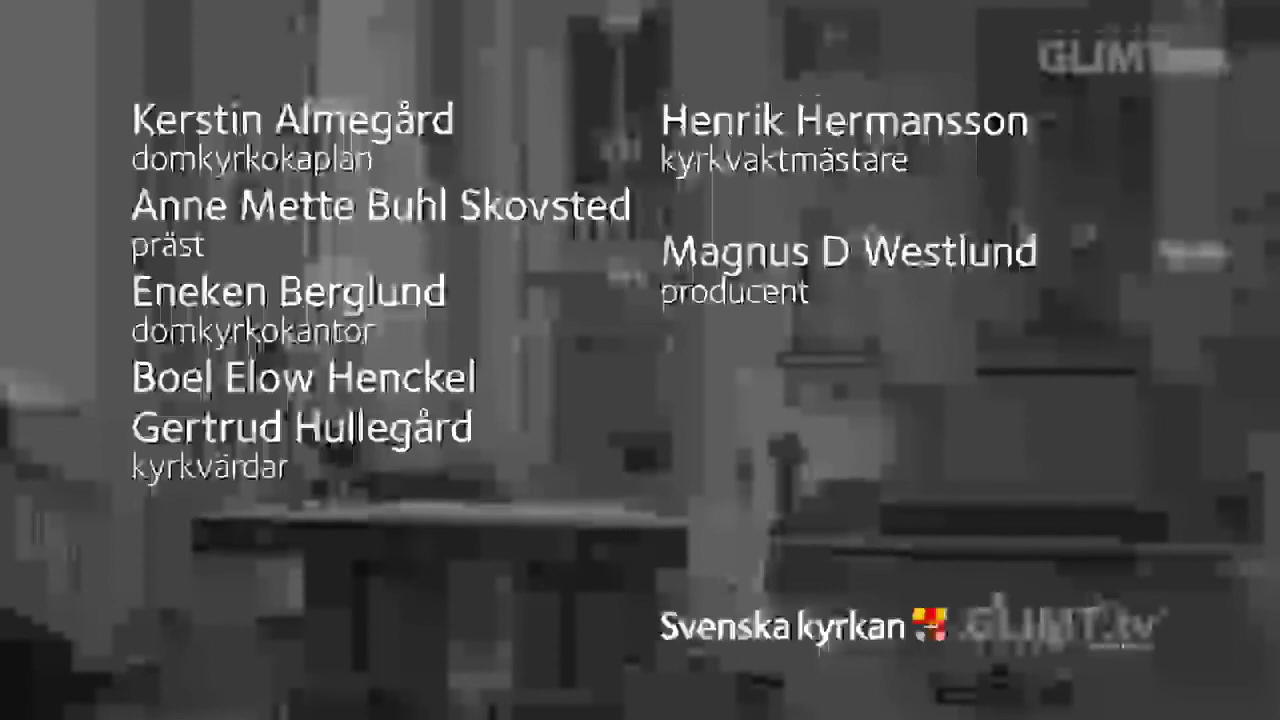 GLIMT
Kerstin Almegård
domkyrkokaplan
Anne Mette Buhl Skovsted
präst
Eneken Berglund
domkyrkokantor
Boel Elow Henckel
Gertrud Hullegård
kyrkvärdar
Henrik Hermansson
kyrkvaktmästare
Magnus D Westlund
producent
Svenska kyrkan
GLIMT.tv